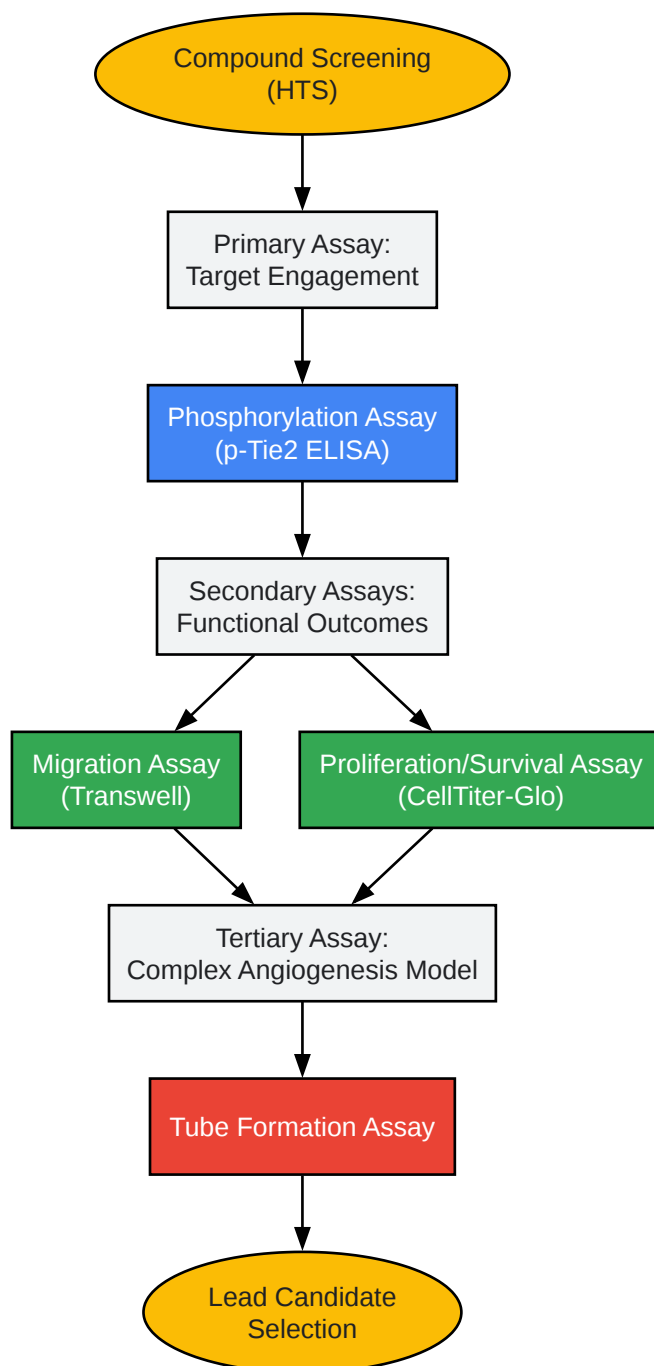 Compound Screening
(HTS)
Primary Assay:
Target Engagement
Phosphorylation Assay
(p-Tie2 ELISA)
Secondary Assays:
Functional Outcomes
Migration Assay
(Transwell)
Proliferation/Survival Assay
(CellTiter-Glo)
Tertiary Assay:
Complex Angiogenesis Model
Tube Formation Assay
Lead Candidate
Selection